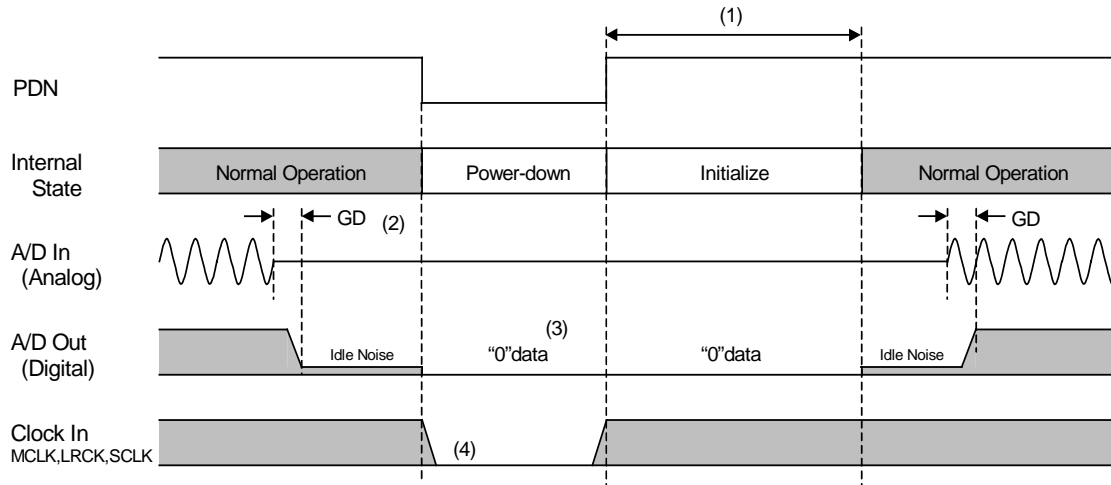 (1)
PDN
Internal
State
Normal Operation
Power-down
Initialize
Normal Operation
GD
(2)
GD
A/D In
(Analog)
A/D Out
(Digital)
Idle Noise
(3)
“0”data
“0”data
Idle Noise
Clock In
MCLK,LRCK,SCLK
(4)